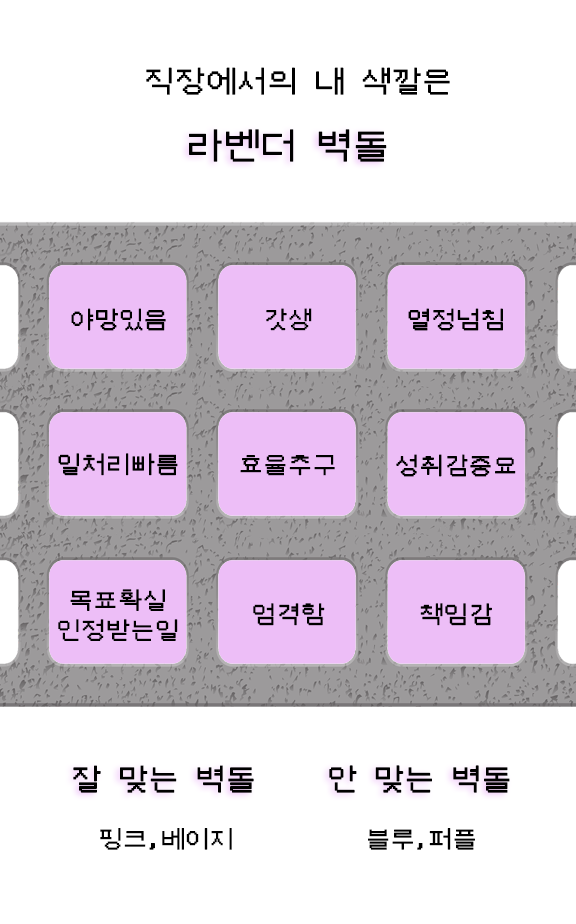 직장에서의 내 색깔은
라벤더 벽돌
야망있음
갓생
열정넘침
일처리빠름
효율추구
성취감중요
목표확실
인정받는일
엄격함
책임감
잘 맞는 벽돌
안 맞는 벽돌
핑크,베이지
블루,퍼플